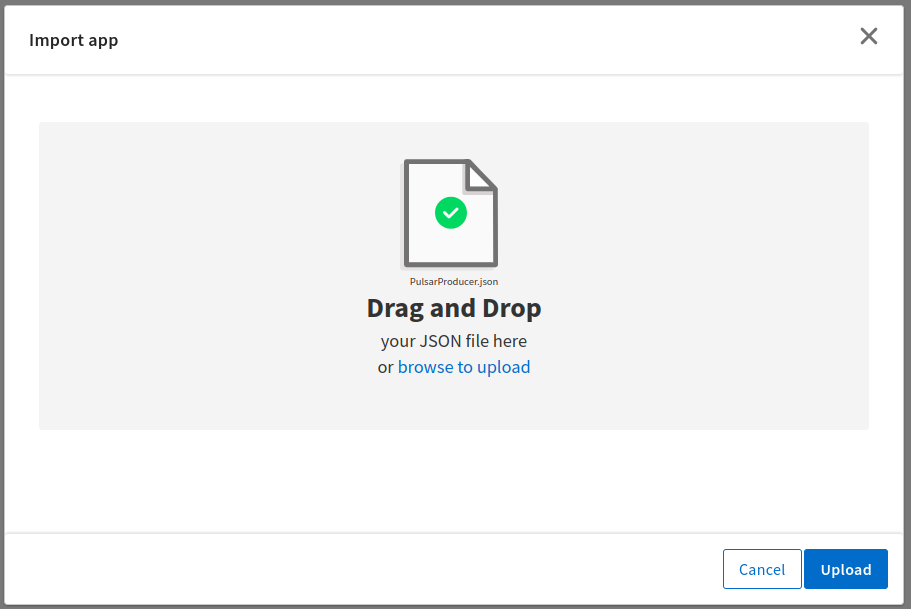 Import app
PulsarProducer.json
Drag and Drop
your JSON file here
or browse to upload
Cancel
Upload